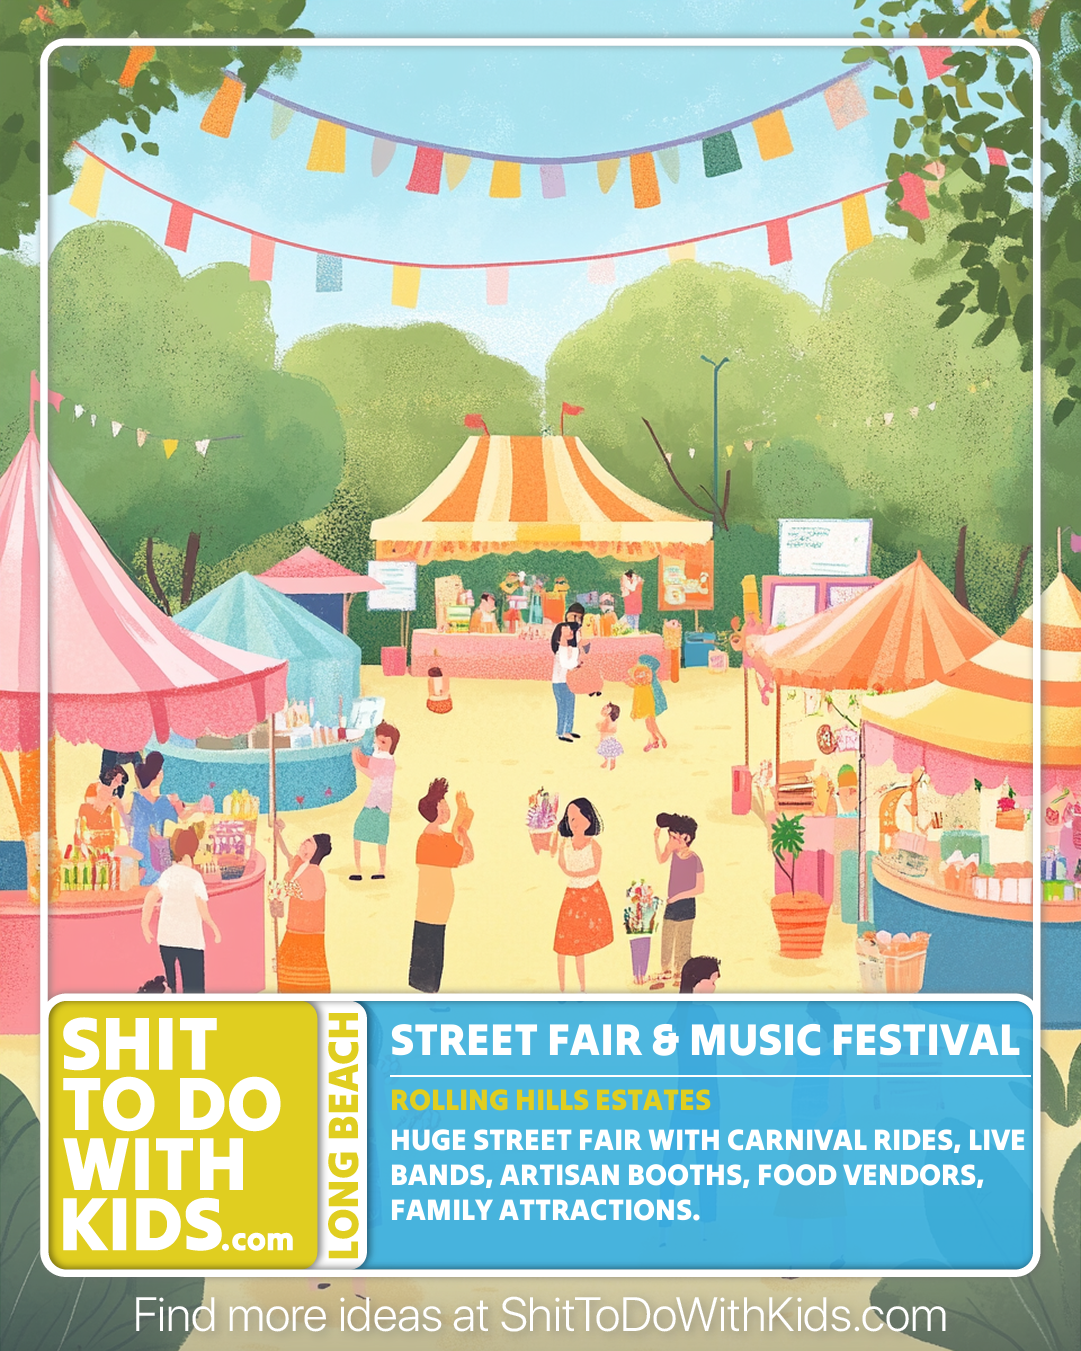 SHIT
TO DO
WITH
KIDS.com
LONG BEACH
STREET FAIR & MUSIC FESTIVAL
ROLLING HILLS ESTATES
HUGE STREET FAIR WITH CARNIVAL RIDES, LIVE
BANDS, ARTISAN BOOTHS, FOOD VENDORS,
FAMILY ATTRACTIONS.
Find more ideas at ShitToDoWithKids.com